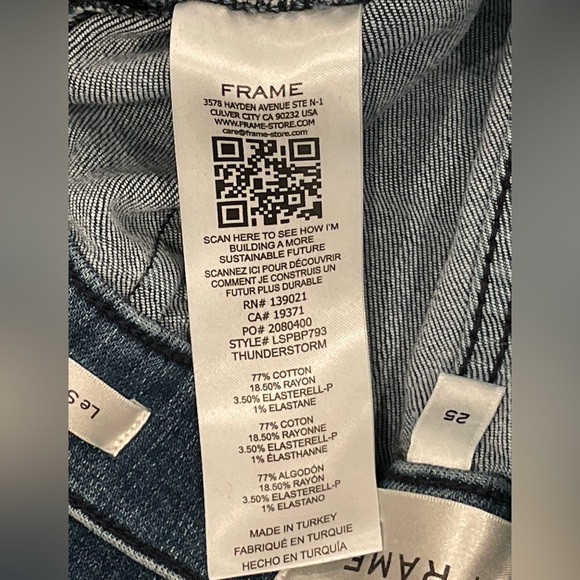 FRAME
3578 HAYDEN AVENUE STE N-1
CULVER CITY CA 90232 USA
WWW.FRAME-STORE.COM
care@frame-store.com
SCAN HERE TO SEE HOW I'M
BUILDING A MORE
SUSTAINABLE FUTURE
SCANNEZ ICI POUR DÉCOUVRIR
COMMENT JE CONSTRUIS UN
FUTUR PLUS DURABLE
RN# 139021
CA# 19371
PO# 2080400
STYLE# LSPBP793
THUNDERSTORM
77% COTTON
18.50% RAYON
3.50% ELASTERELL-P
1% ELASTANE
77% COTON
18.50% RAYONNE
3.50% ELASTERELL-P
1% ÉLASTHANNE
77% ALGODÓN
18.50% RAYÓN
3.50% ELASTERELL-P
1% ELASTANO
MADE IN TURKEY
FABRIQUÉ EN TURQUIE
HECHO EN TURQUÍA
Le S
25
RAME